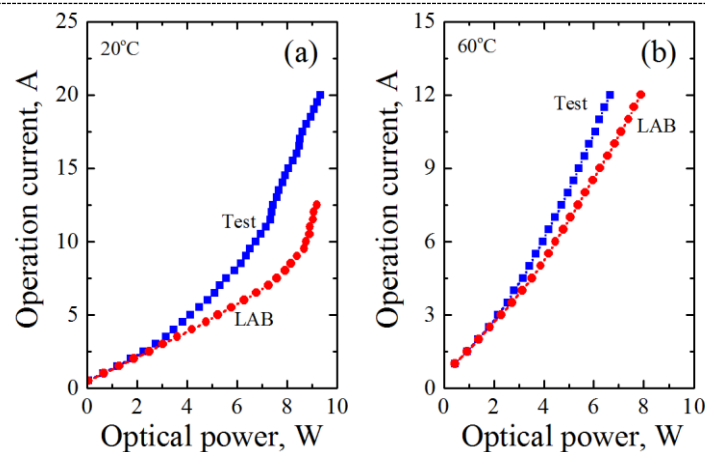 20°C
(a)
Test
LAB
25
20
15
10
5
0
0 2 4 6 8 10
Operation current, A
Optical power, W
60°C
(b)
Test
LAB
15
12
9
6
3
0
0 2 4 6 8 10
Operation current, A
Optical power, W